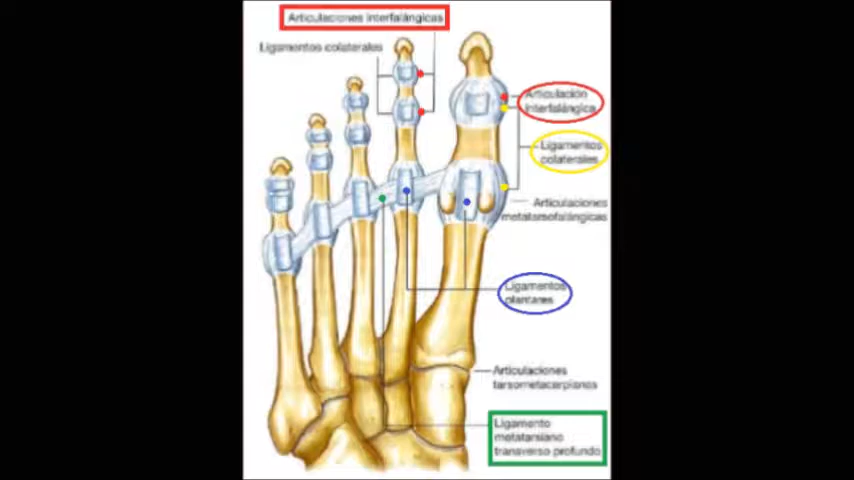 Articulaciones interfalángicas
Ligamentos colaterales
Articulación
interfalángica
Ligamentos
colaterales
Articulaciones
metatarsofalángicas
Ligamentos
plantares
Articulaciones
tarsometacarpianas
Ligamento
metatarsiano
transverso profundo